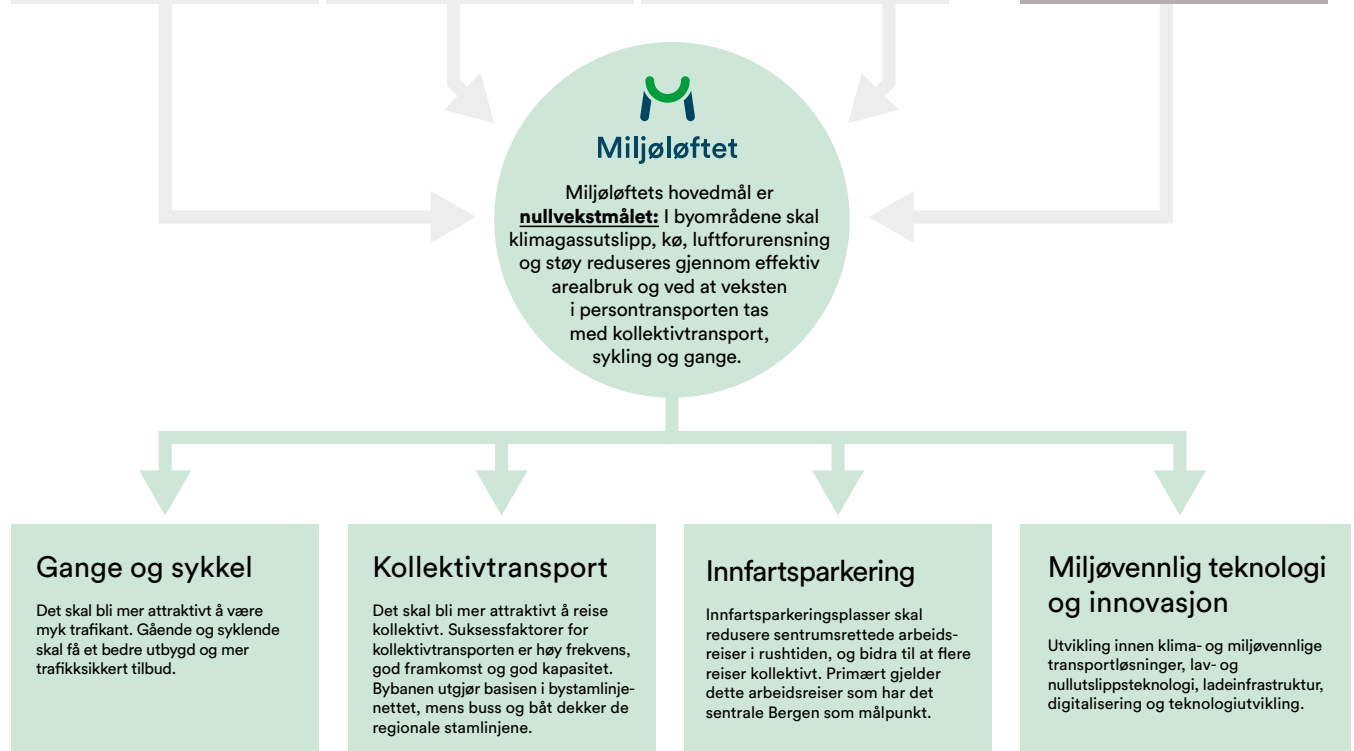 Miljøløftet
Miljøløftets hovedmål er
nullvekstmålet: I byområdene skal
klimagassutslipp, kø, luftforurensning
og støy reduseres gjennom effektiv
arealbruk og ved at veksten
i persontransporten tas
med kollektivtransport,
sykling og gange.
Gange og sykkel
Det skal bli mer attraktivt å være
myk trafikant. Gående og syklende
skal få et bedre utbygd og mer
trafikksikkert tilbud.
Kollektivtransport
Det skal bli mer attraktivt å reise
kollektivt. Suksessfaktorer for
kollektivtransporten er høy frekvens,
god framkomst og god kapasitet.
Bybanen utgjør basisen i bystamlinje-
nettet, mens buss og båt dekker de
regionale stamlinjene.
Innfartsparkering
Innfartsparkeringsplasser skal
redusere sentrumsrettede arbeids-
reiser i rushtiden, og bidra til at flere
reiser kollektivt. Primært gjelder
dette arbeidsreiser som har det
sentrale Bergen som målpunkt.
Miljøvennlig teknologi
og innovasjon
Utvikling innen klima- og miljøvennlige
transportløsninger, lav- og
nullutslippsteknologi, ladeinfrastruktur,
digitalisering og teknologiutvikling.